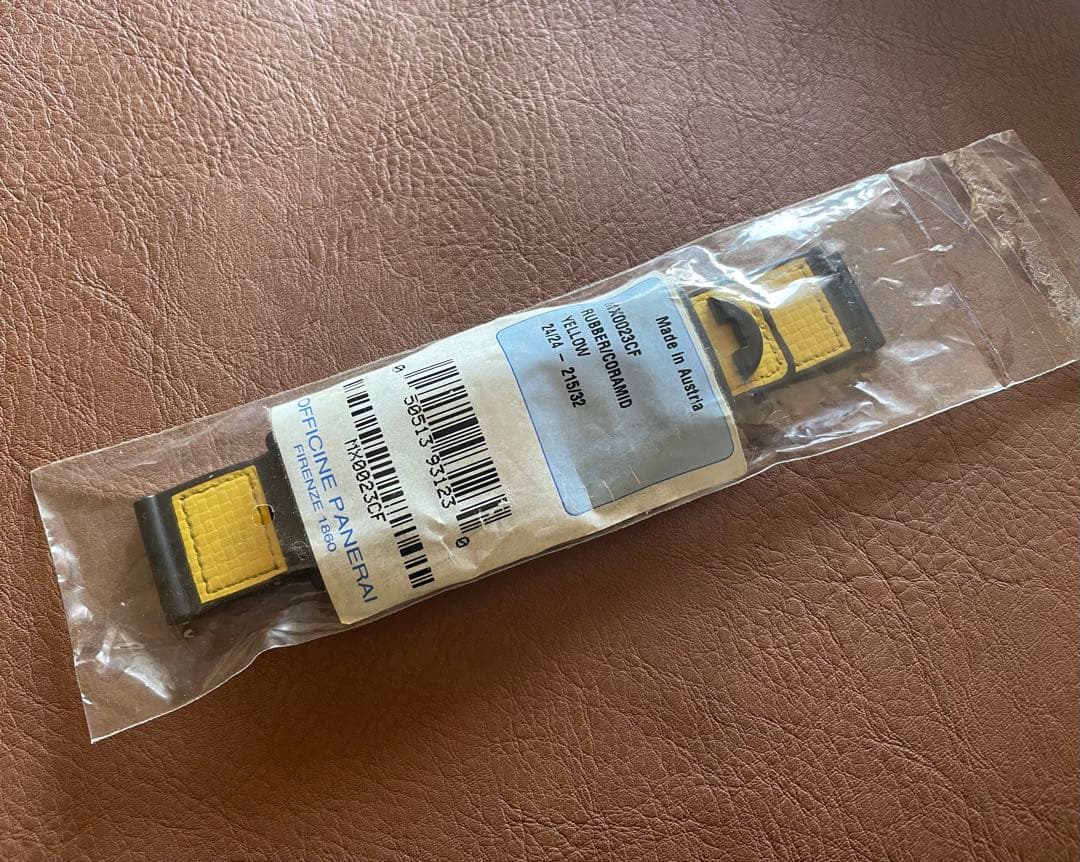 Made in Austria
MX0023CF
RUBBER/CORAMID
YELLOW
24/24 - 215/32
0 50513 93123 0
MX0023CF
OFFICINE PANERAI
FIRENZE 1860